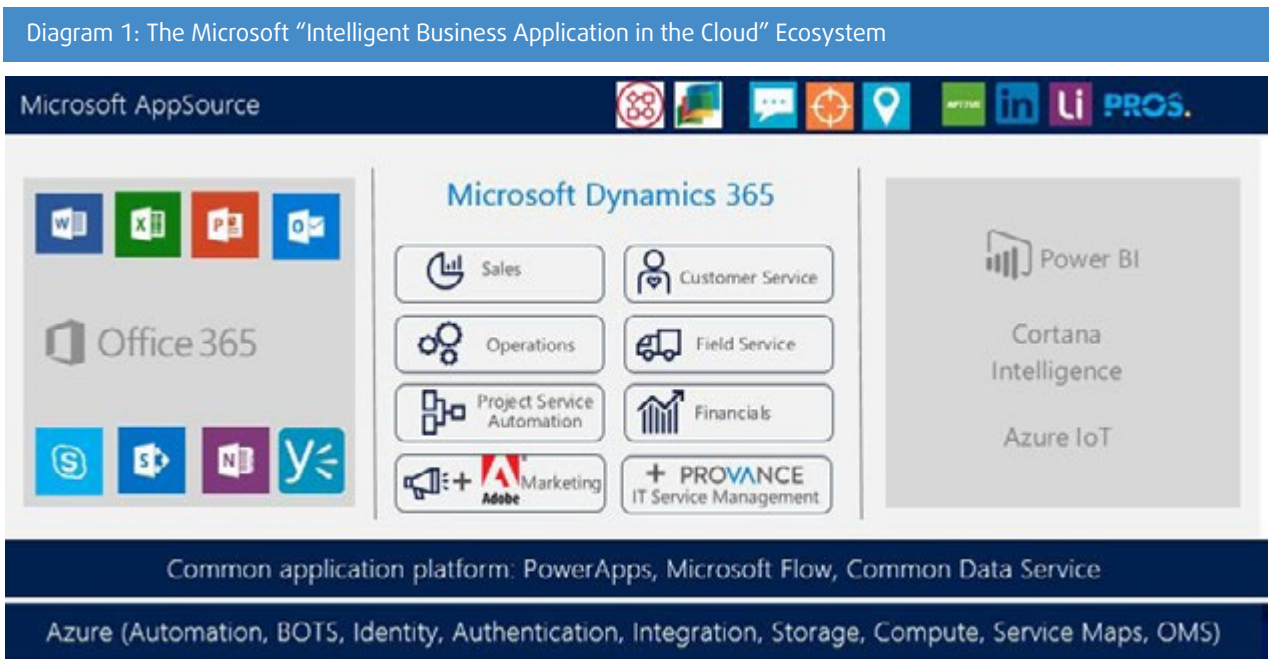 Diagram 1: The Microsoft “Intelligent Business Application in the Cloud” Ecosystem
Microsoft AppSource
APTTUS
in
Li
PROS.
W
X
P
O
Office 365
S
S
N
Microsoft Dynamics 365
Sales
Customer Service
Operations
Field Service
Project Service
Automation
Financials
+ Adobe Marketing
+ PROVANCE
IT Service Management
Power BI
Cortana
Intelligence
Azure IoT
Common application platform: PowerApps, Microsoft Flow, Common Data Service
Azure (Automation, BOTS, Identity, Authentication, Integration, Storage, Compute, Service Maps, OMS)